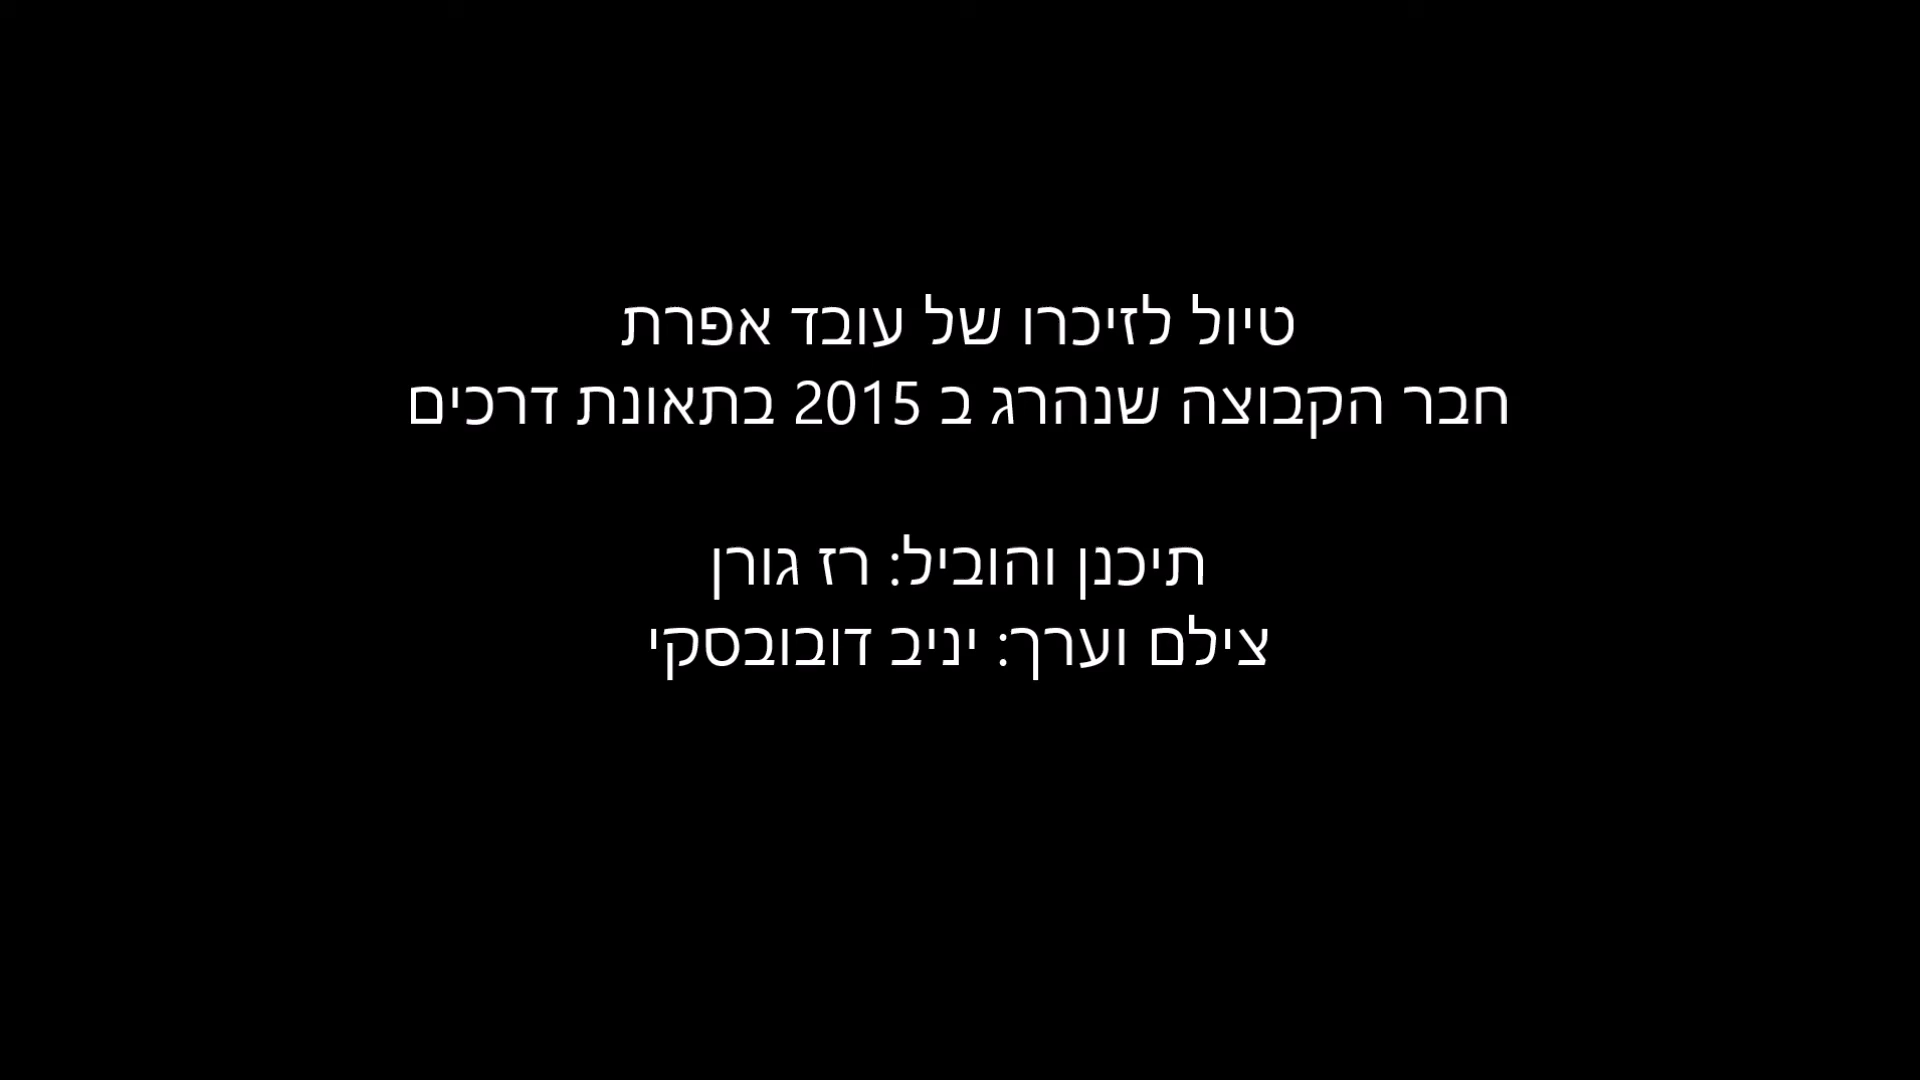 טיול לזיכרו של עובד אפרת
חבר הקבוצה שנהרג ב 2015 בתאונת דרכים
תיכנן והוביל: רז גורן
צילם וערך: יניב דובובסקי